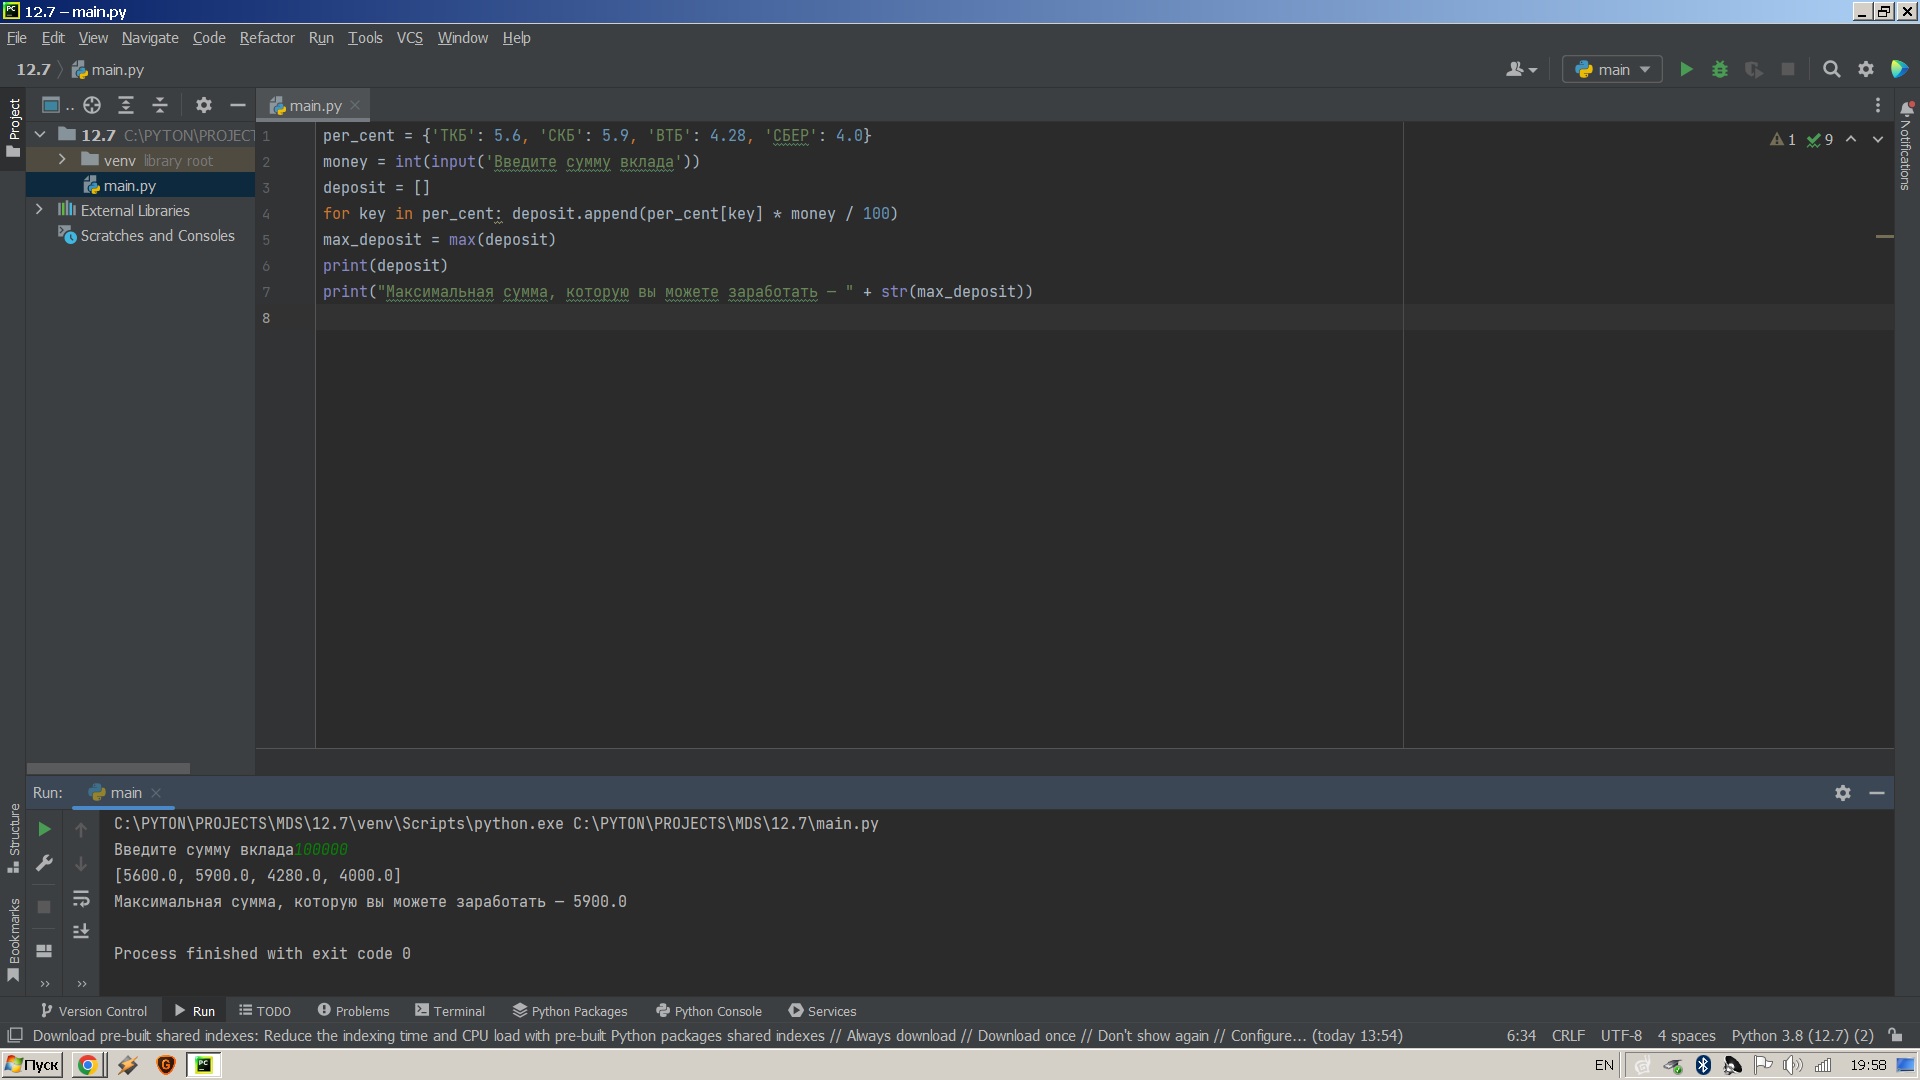 12.7 – main.py
File Edit View Navigate Code Refactor Run Tools VCS Window Help
12.7 main.py
main
Project
..
main.py
Notifications
12.7 C:\PYTON\PROJECT
venv library root
main.py
External Libraries
Scratches and Consoles
1 per_cent = {'ТКБ': 5.6, 'СКБ': 5.9, 'ВТБ': 4.28, 'СБЕР': 4.0}
2 money = int(input('Введите сумму вклада'))
3 deposit = []
4 for key in per_cent: deposit.append(per_cent[key] * money / 100)
5 max_deposit = max(deposit)
6 print(deposit)
7 print("Максимальная сумма, которую вы можете заработать — " + str(max_deposit))
8
1 9
Run: main
Structure
Bookmarks
C:\PYTON\PROJECTS\MDS\12.7\venv\Scripts\python.exe C:\PYTON\PROJECTS\MDS\12.7\main.py
Введите сумму вклада100000
[5600.0, 5900.0, 4280.0, 4000.0]
Максимальная сумма, которую вы можете заработать — 5900.0
Process finished with exit code 0
Version Control Run TODO Problems Terminal Python Packages Python Console Services
Download pre-built shared indexes: Reduce the indexing time and CPU load with pre-built Python packages shared indexes // Always download // Download once // Don't show again // Configure... (today 13:54) 6:34 CRLF UTF-8 4 spaces Python 3.8 (12.7) (2)
Пуск EN 19:58